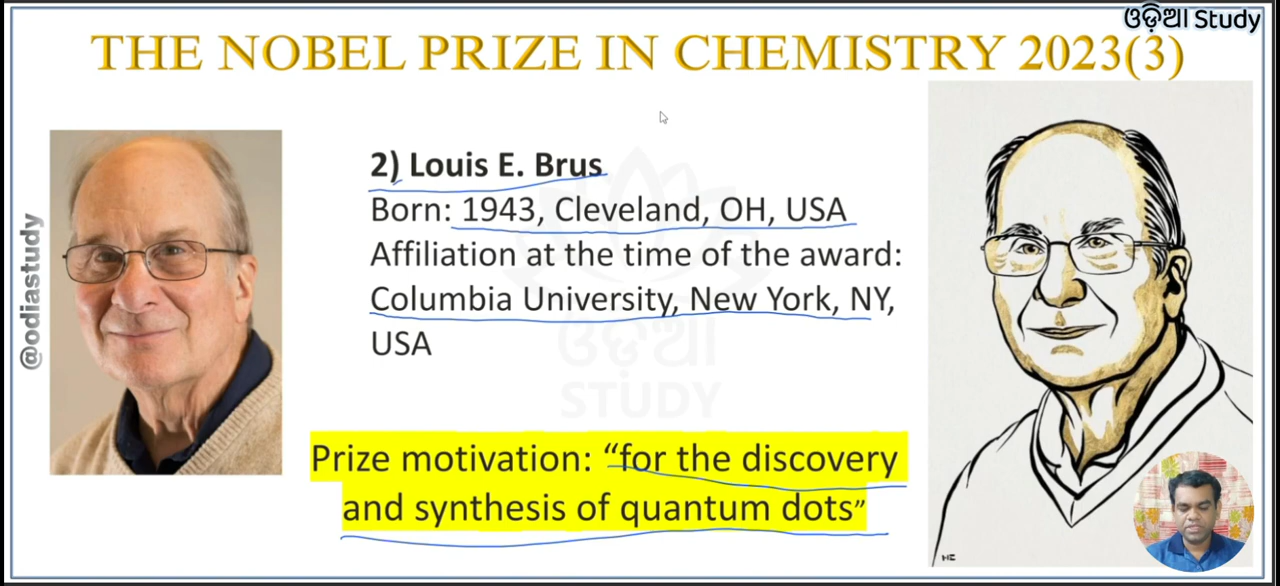 ଓଡ଼ିଆ Study
THE NOBEL PRIZE IN CHEMISTRY 2023(3)
@odiastudy
2) Louis E. Brus
Born: 1943, Cleveland, OH, USA
Affiliation at the time of the award:
Columbia University, New York, NY,
USA
ଓଡ଼ିଆ
STUDY
Prize motivation: “for the discovery
and synthesis of quantum dots”